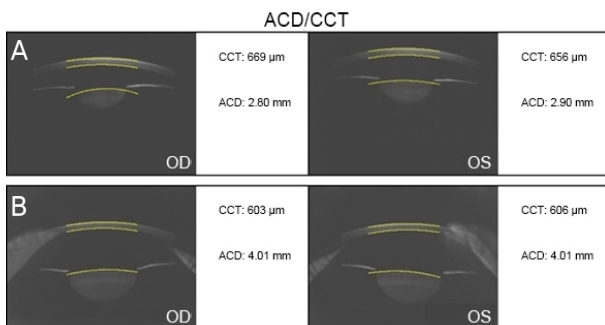 ACD/CCT
A
CCT: 669 µm
ACD: 2.80 mm
OD
CCT: 656 µm
ACD: 2.90 mm
OS
B
CCT: 603 µm
ACD: 4.01 mm
OD
CCT: 606 µm
ACD: 4.01 mm
OS